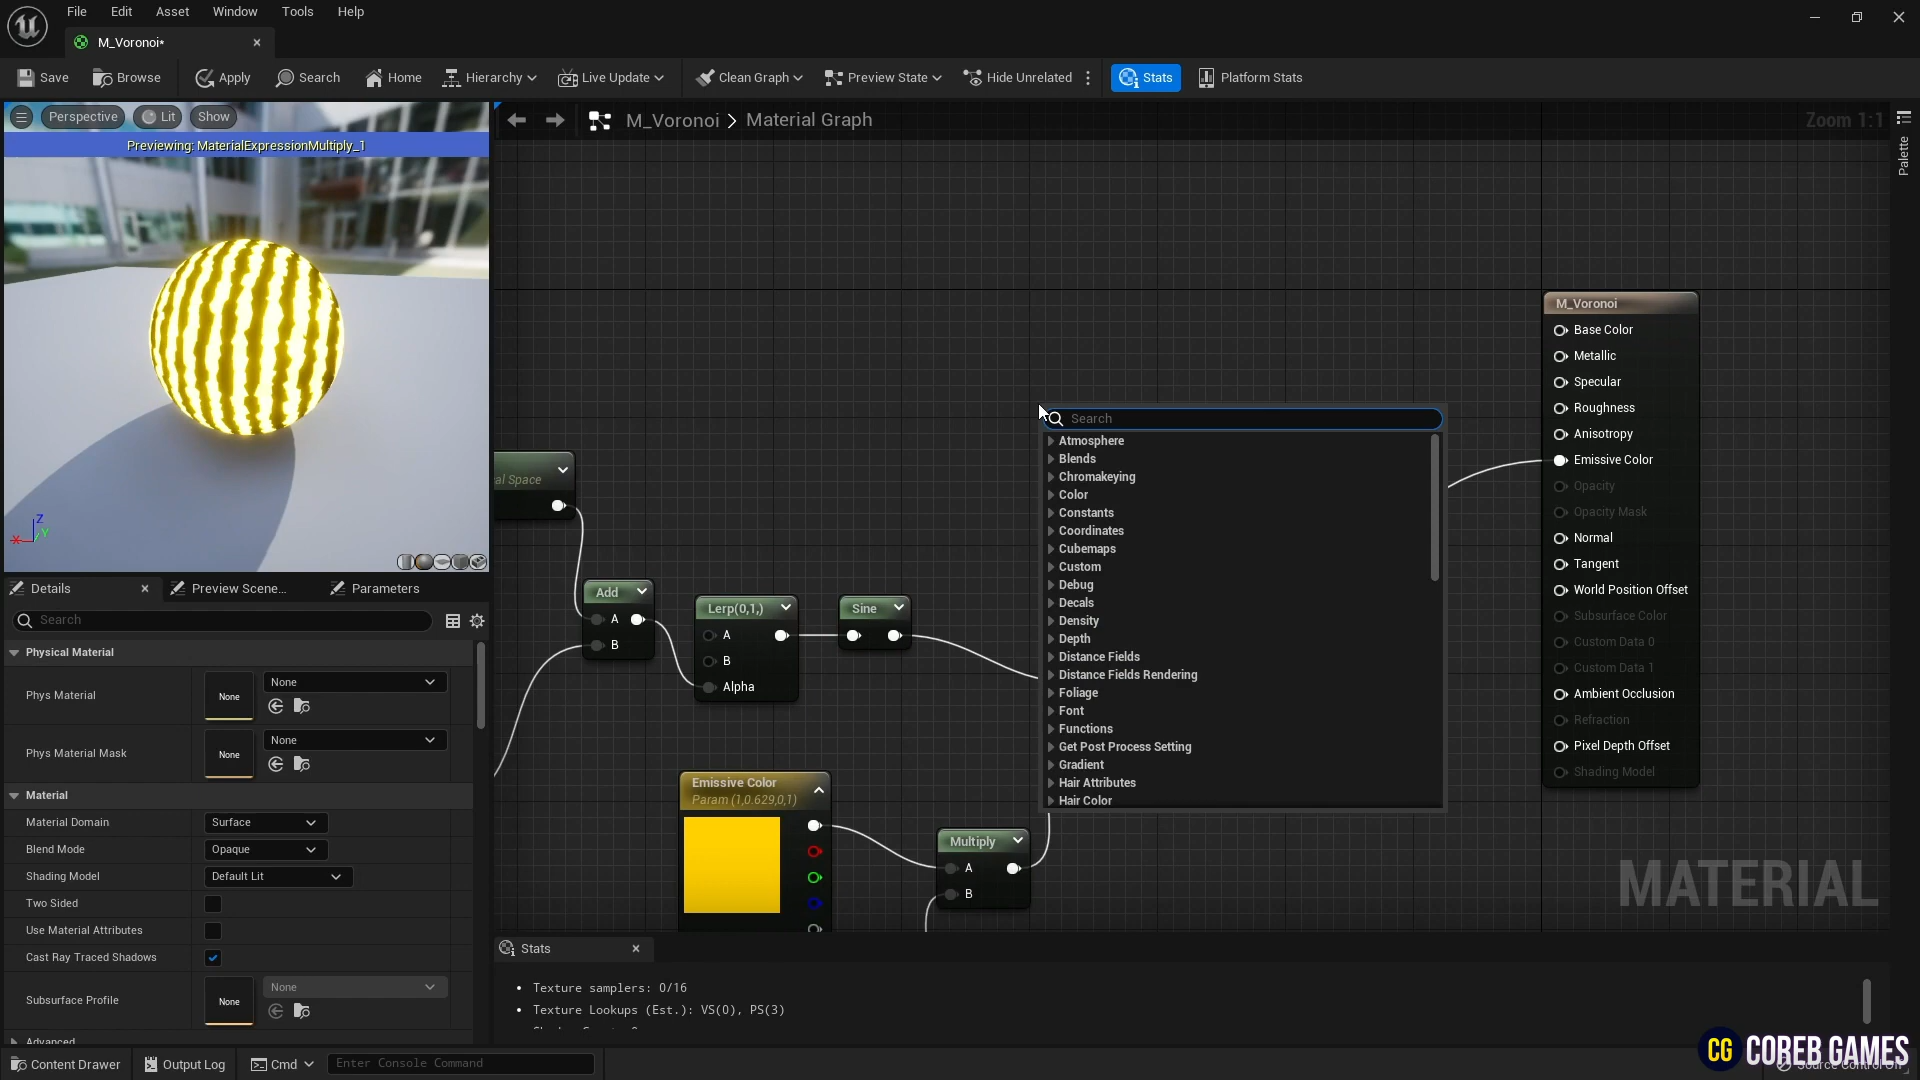 File Edit Asset Window Tools Help
M_Voronoi*
Save Browse Apply Search Home Hierarchy Live Update Clean Graph Preview State Hide Unrelated Stats Platform Stats
Perspective Lit Show
M_Voronoi > Material Graph
Zoom 1:1
Palette
Previewing: MaterialExpressionMultiply_1
M_Voronoi
Base Color
Metallic
Specular
Roughness
Anisotropy
Emissive Color
Opacity
Opacity Mask
Normal
Tangent
World Position Offset
Subsurface Color
Custom Data 0
Custom Data 1
Ambient Occlusion
Refraction
Pixel Depth Offset
Shading Model
Search
Atmosphere
Blends
Chromakeying
Color
Constants
Coordinates
Cubemaps
Custom
Debug
Decals
Density
Depth
Distance Fields
Distance Fields Rendering
Foliage
Font
Functions
Get Post Process Setting
Gradient
Hair Attributes
Hair Color
al Space
Add
A
B
Lerp(0,1,)
A
B
Alpha
Sine
Emissive Color
Param (1,0.629,0,1)
Multiply
A
B
MATERIAL
X Y Z
Details Preview Scene... Parameters
Search
Physical Material
Phys Material None None
Phys Material Mask None None
Material
Material Domain Surface
Blend Mode Opaque
Shading Model Default Lit
Two Sided
Use Material Attributes
Cast Ray Traced Shadows
Subsurface Profile None None
Advanced
Stats
Texture samplers: 0/16
Texture Lookups (Est.): VS(0), PS(3)
Content Drawer Output Log Cmd Enter Console Command
CG COREB GAMES
Source Control Off